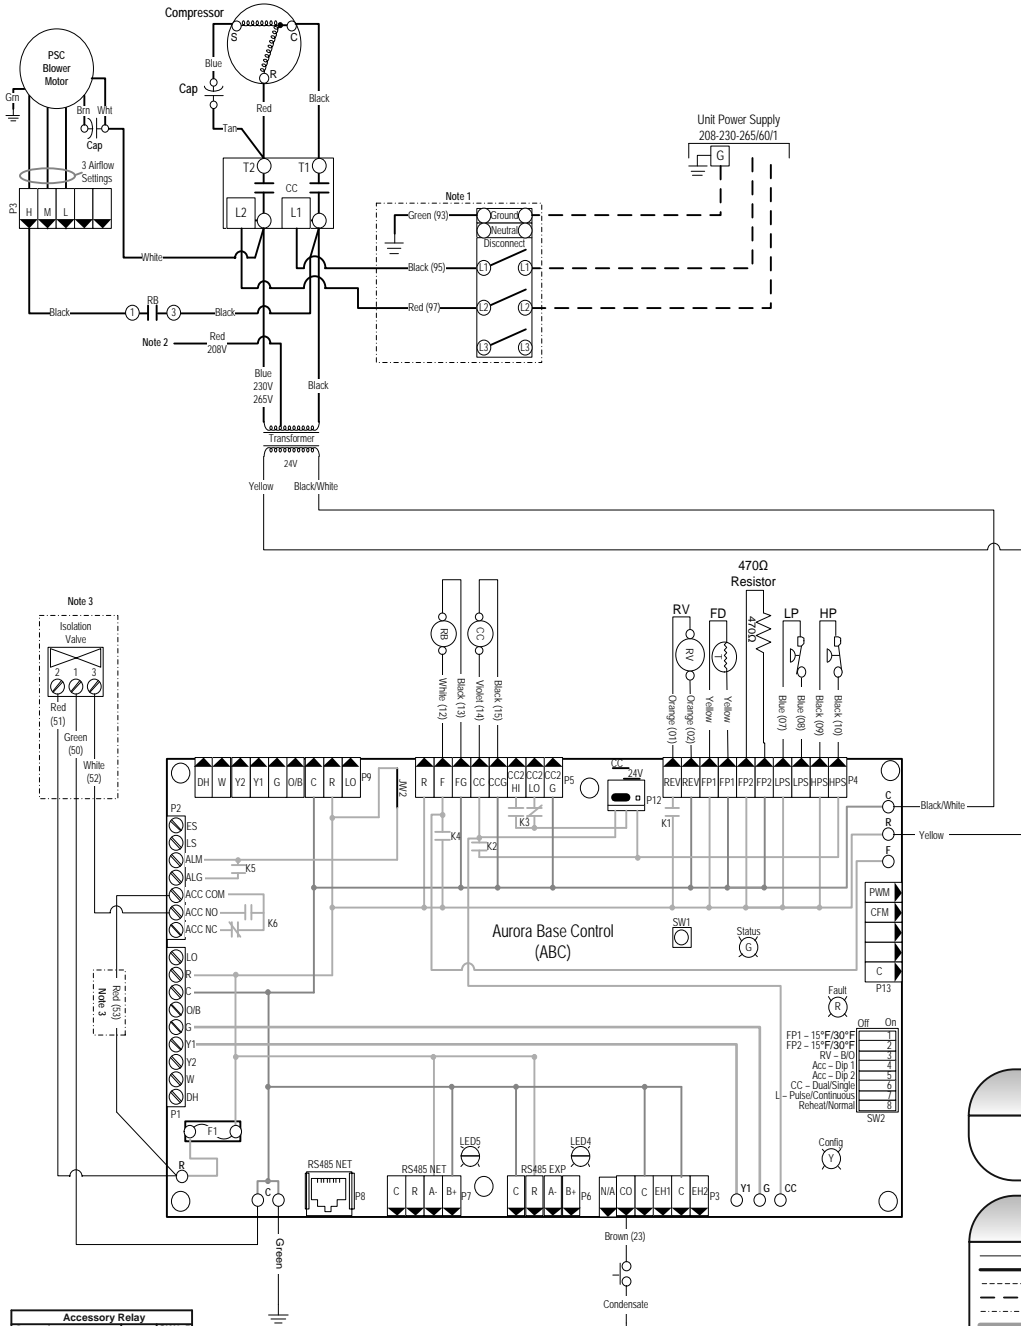 Compressor
S
C
R
PSC
Blower
Motor
Grn
Blue
Cap
Red
Black
Brn
Wht
Cap
Tan
3 Airflow
Settings
P3
H
M
L
T2
T1
CC
L2
L1
White
Black
RB
1
3
Black
Note 2
Red
208V
Blue
230V
265V
Black
Transformer
24V
Yellow
Black/White
Note 1
Green (93)
Ground
Neutral
Disconnect
Black (95)
L1
L1
Red (97)
L2
L2
L3
L3
Unit Power Supply
208-230-265/60/1
G
Note 3
Isolation
Valve
2
1
3
Red
(51)
Green
(50)
White
(52)
RB
CC
White (12)
Black (13)
Violet (14)
Black (15)
470Ω
Resistor
RV
FD
470Ω
LP
HP
RV
T
Orange (01)
Orange (02)
Yellow
Yellow
Blue (07)
Blue (08)
Black (09)
Black (10)
DH
W
Y2
Y1
G
O/B
C
R
LO
P9
JW2
R
F
FG
CC
CCG
CC2
HI
CC2
LO
CC2
G
P5
CC
24V
P12
REV
REV
FP1
FP1
FP2
FP2
LPS
LPS
HPS
HPS
P4
K3
K4
K2
K1
C
Black/White
R
Yellow
F
P2
ES
LS
ALM
ALG
K5
ACC COM
ACC NO
ACC NC
K6
Aurora Base Control
(ABC)
SW1
Status
G
PWM
CFM
C
P13
LO
R
C
O/B
G
Y1
Y2
W
DH
P1
Red (53)
Note 3
Fault
R
Off
On
FP1 – 15°F/30°F
1
FP2 – 15°F/30°F
2
RV – B/O
3
Acc – Dip 1
4
Acc – Dip 2
5
CC – Dual/Single
6
L – Pulse/Continuous
7
Reheat/Normal
8
SW2
Config
Y
F1
R
C
RS485 NET
P8
RS485 NET
C
R
A-
B+
P7
LED5
RS485 EXP
C
R
A-
B+
P6
LED4
N/A
CO
C
EH1
C
EH2
P3
Y1
G
CC
Green
Brown (23)
Condensate
Accessory Relay